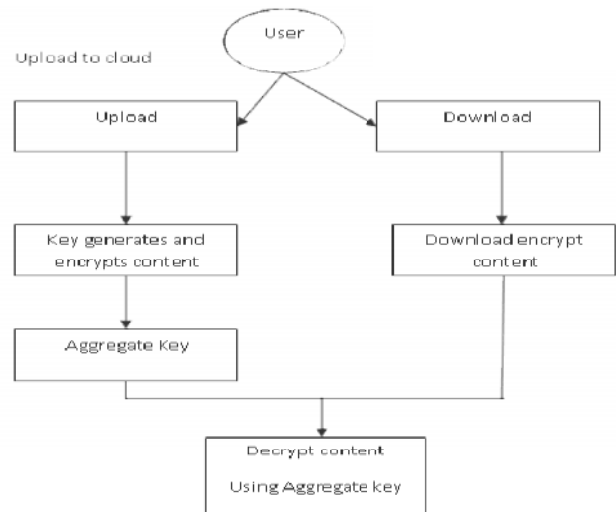 User
Upload to cloud
Upload
Download
Key generates and
encrypts content
Download encrypt
content
Aggregate Key
Decrypt content
Using Aggregate key